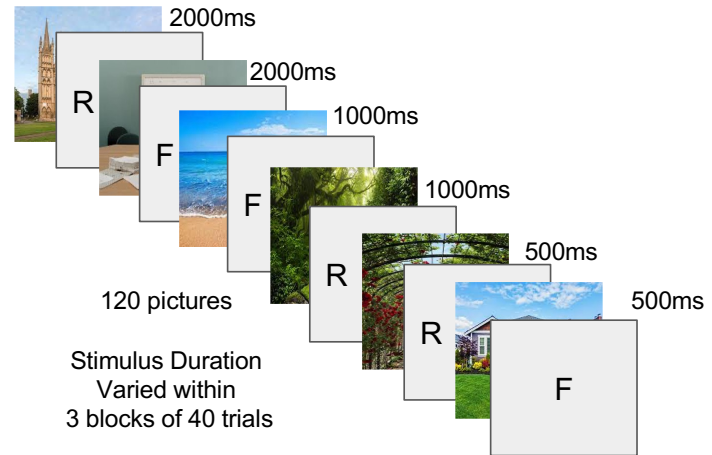 2000ms
R
2000ms
F
1000ms
F
1000ms
R
500ms
R
500ms
F
120 pictures
Stimulus Duration
Varied within
3 blocks of 40 trials